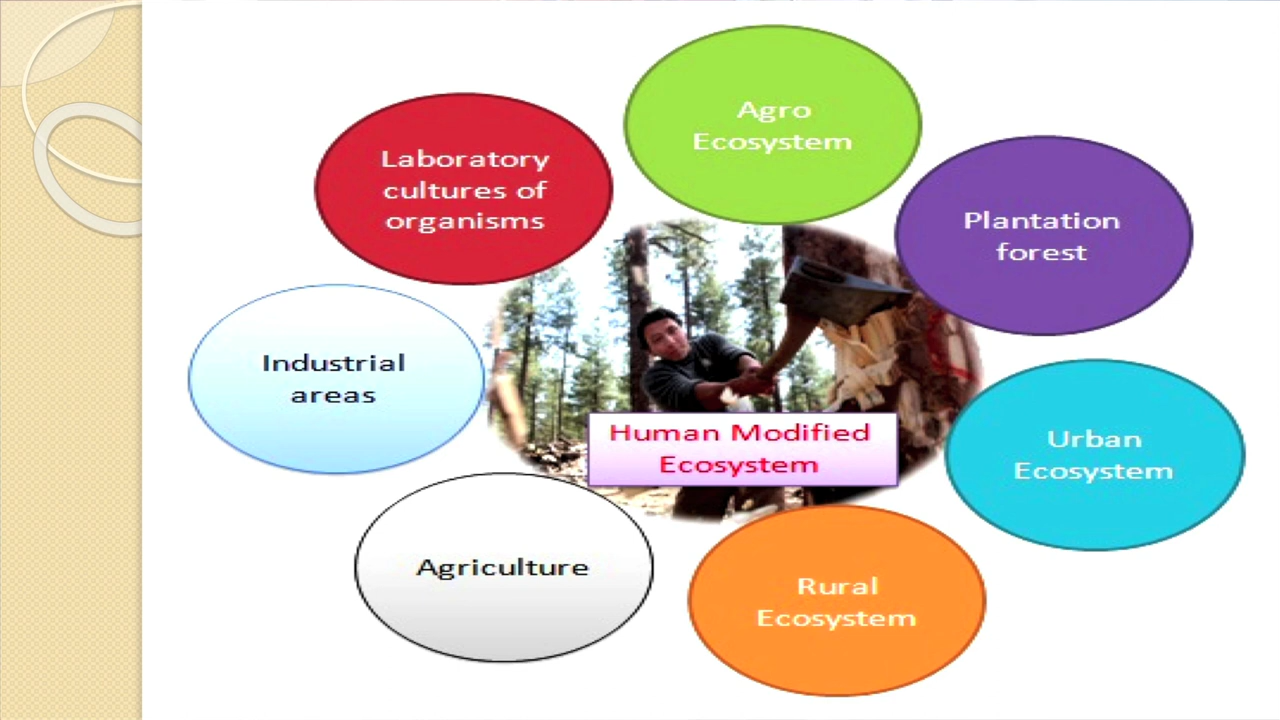 Agro
Ecosystem
Laboratory
cultures of
organisms
Plantation
forest
Industrial
areas
Human Modified
Ecosystem
Urban
Ecosystem
Agriculture
Rural
Ecosystem